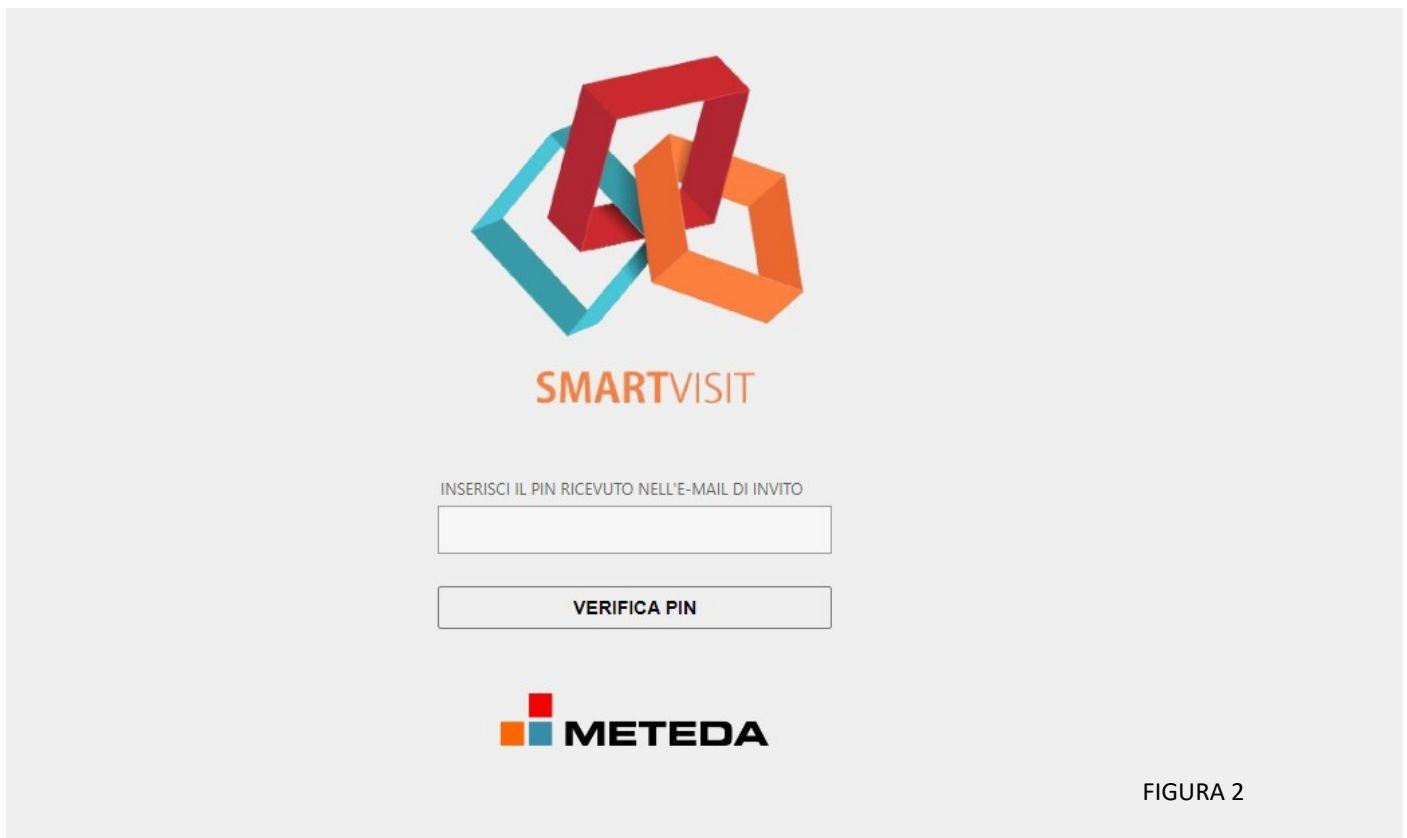 SMARTVISIT
INSERISCI IL PIN RICEVUTO NELL'E-MAIL DI INVITO
VERIFICA PIN
METEDA
FIGURA 2